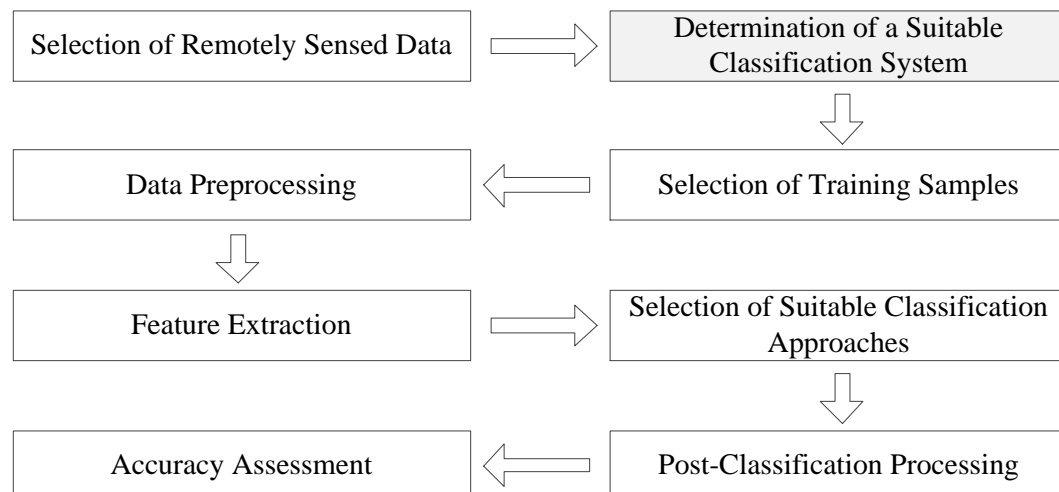 Selection of Remotely Sensed Data
Determination of a Suitable
Classification System
Data Preprocessing
Selection of Training Samples
Feature Extraction
Selection of Suitable Classification
Approaches
Accuracy Assessment
Post-Classification Processing